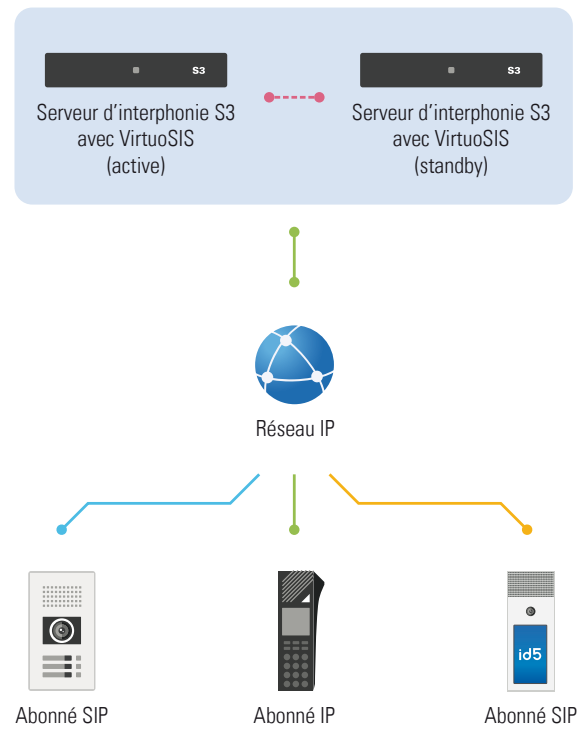 S3
S3
Serveur d'interphonie S3
avec VirtuoSIS
(active)
Serveur d'interphonie S3
avec VirtuoSIS
(standby)
Réseau IP
id5
Abonné SIP
Abonné IP
Abonné SIP